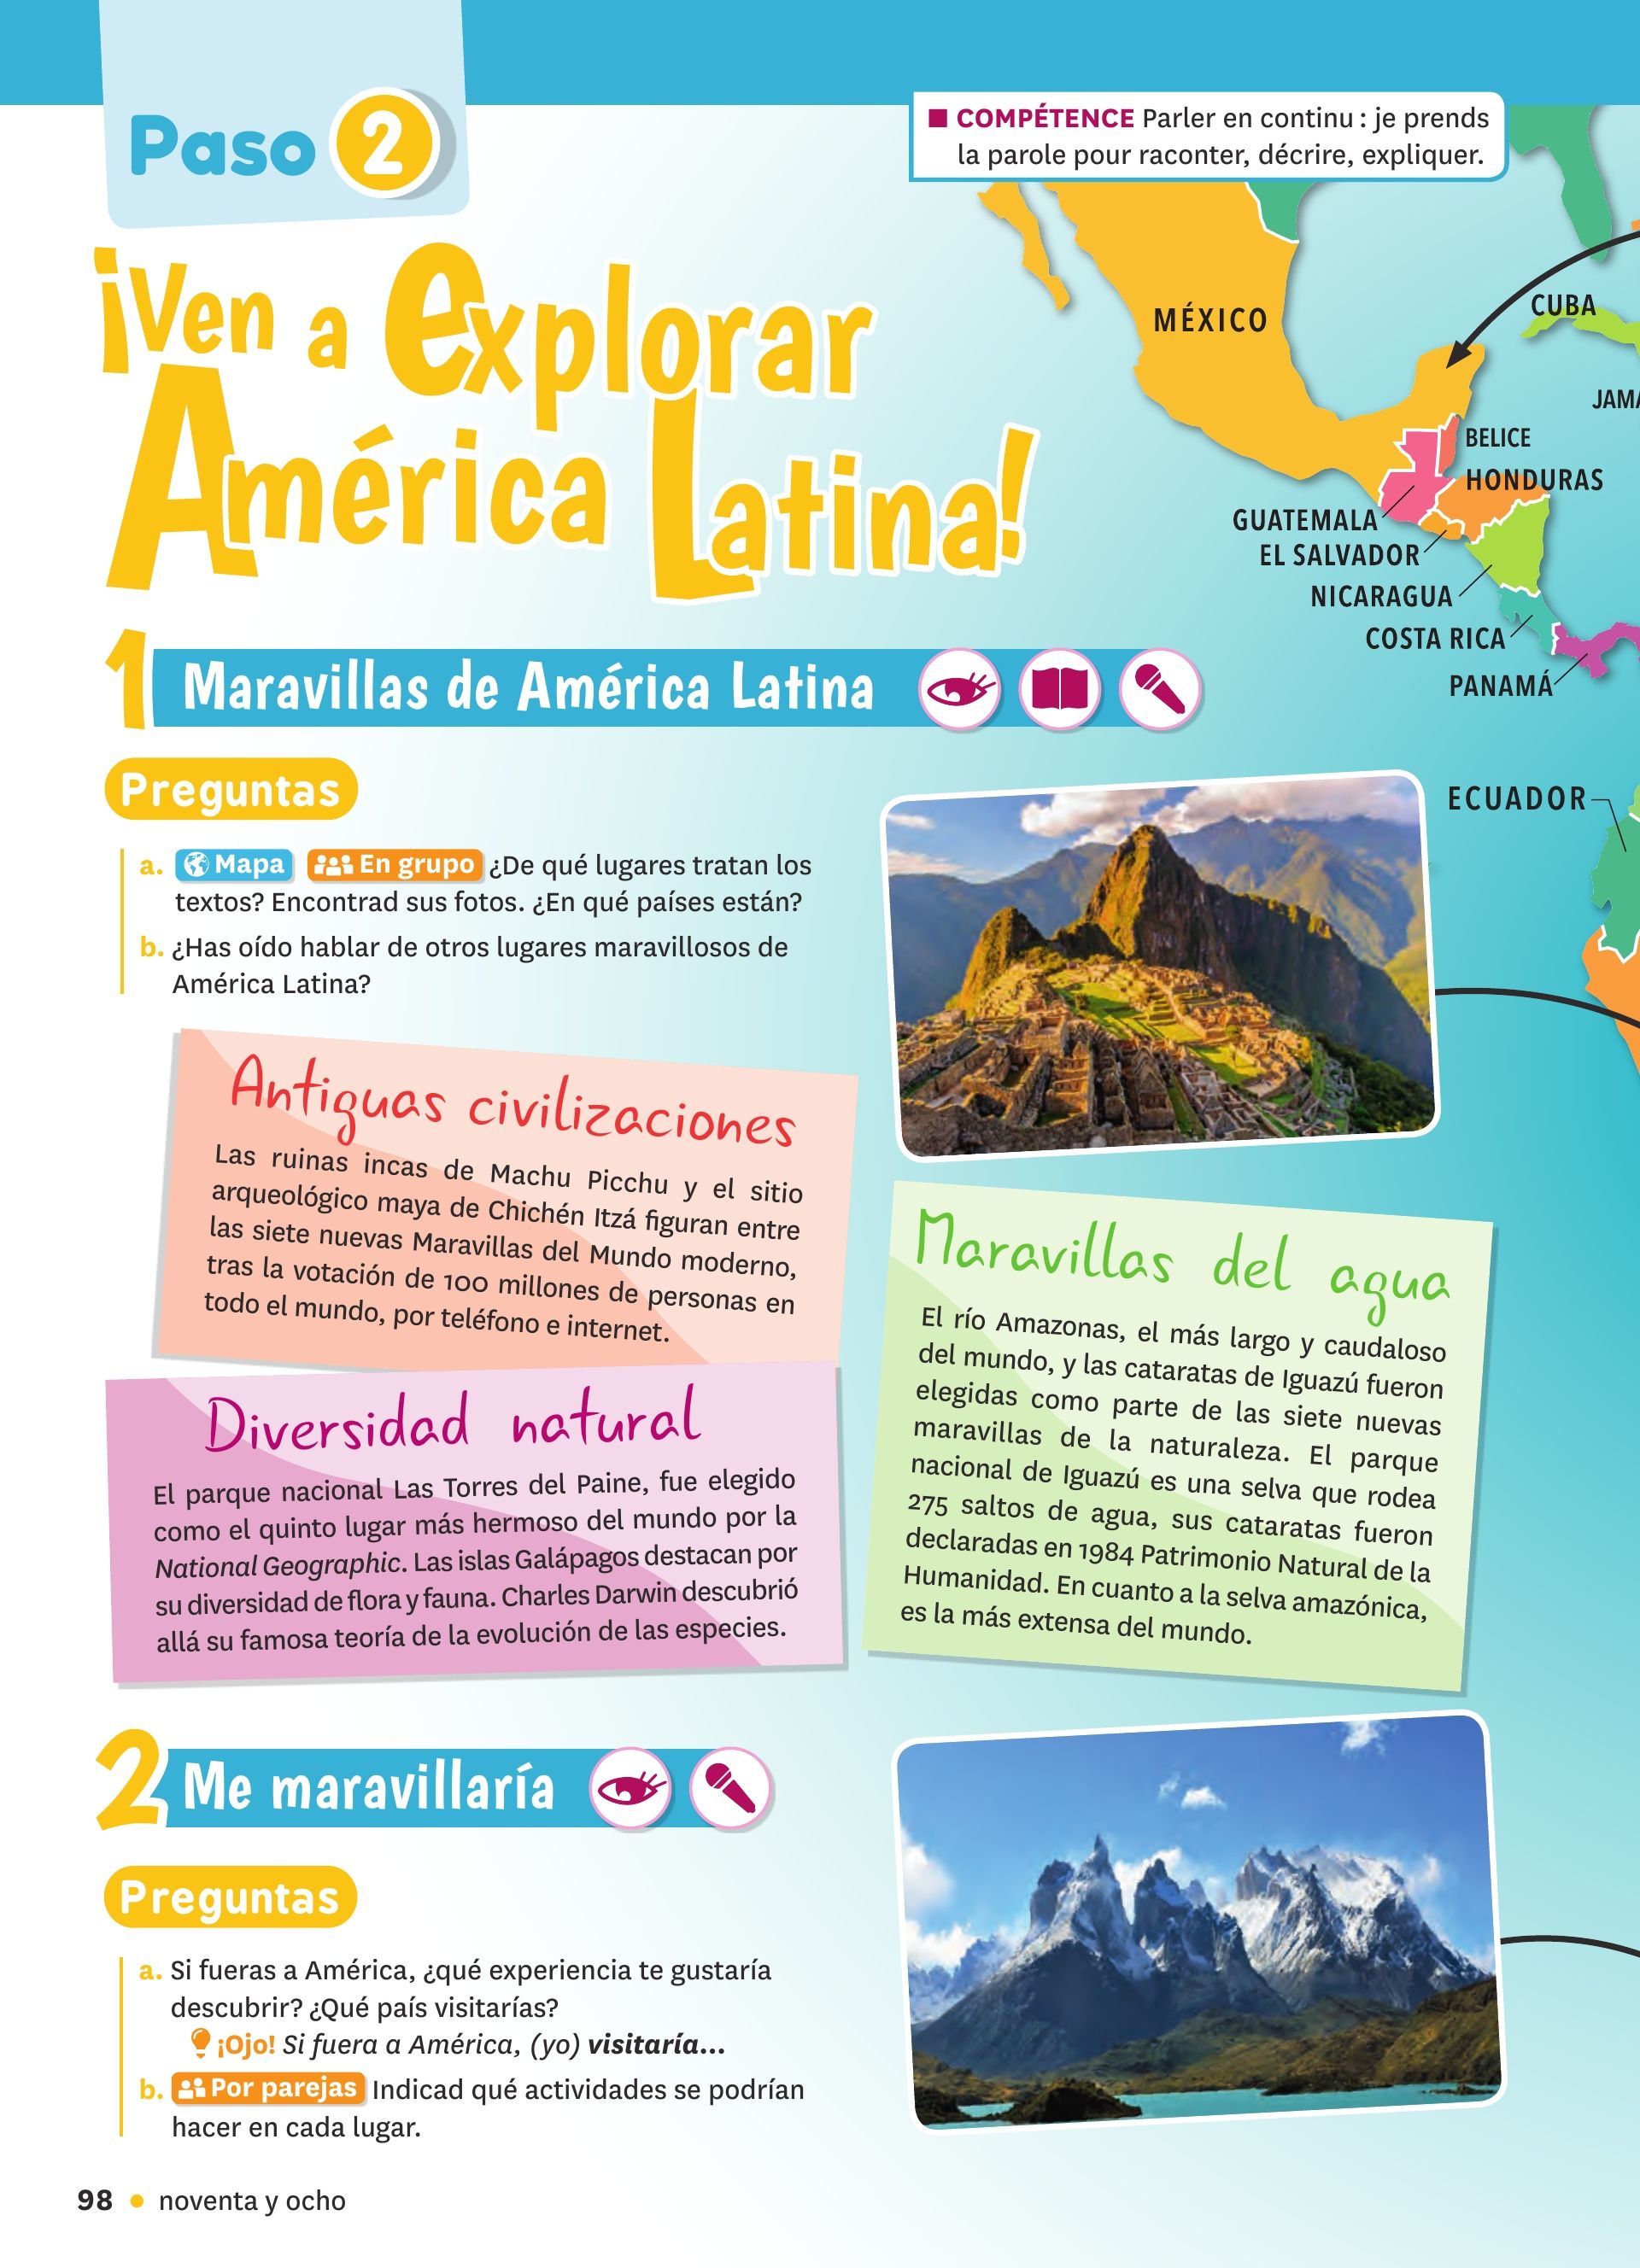 Paso 2
■ COMPÉTENCE Parler en continu : je prends
la parole pour raconter, décrire, expliquer.
¡Ven a explorar
América Latina!
MÉXICO
CUBA
BELICE
HONDURAS
GUATEMALA
EL SALVADOR
NICARAGUA
COSTA RICA
PANAMÁ
ECUADOR
1 Maravillas de América Latina
Preguntas
a. Mapa En grupo ¿De qué lugares tratan los
textos? Encontrad sus fotos. ¿En qué países están?
b. ¿Has oído hablar de otros lugares maravillosos de
América Latina?
Antiguas civilizaciones
Las ruinas incas de Machu Picchu y el sitio
arqueológico maya de Chichén Itzá figuran entre
las siete nuevas Maravillas del Mundo moderno,
tras la votación de 100 millones de personas en
todo el mundo, por teléfono e internet.
Diversidad natural
El parque nacional Las Torres del Paine, fue elegido
como el quinto lugar más hermoso del mundo por la
National Geographic. Las islas Galápagos destacan por
su diversidad de flora y fauna. Charles Darwin descubrió
allá su famosa teoría de la evolución de las especies.
Maravillas del agua
El río Amazonas, el más largo y caudaloso
del mundo, y las cataratas de Iguazú fueron
elegidas como parte de las siete nuevas
maravillas de la naturaleza. El parque
nacional de Iguazú es una selva que rodea
275 saltos de agua, sus cataratas fueron
declaradas en 1984 Patrimonio Natural de la
Humanidad. En cuanto a la selva amazónica,
es la más extensa del mundo.
2 Me maravillaría
Preguntas
a. Si fueras a América, ¿qué experiencia te gustaría
descubrir? ¿Qué país visitarías?
¡Ojo! Si fuera a América, (yo) visitaría...
b. Por parejas Indicad qué actividades se podrían
hacer en cada lugar.
98 • noventa y ocho